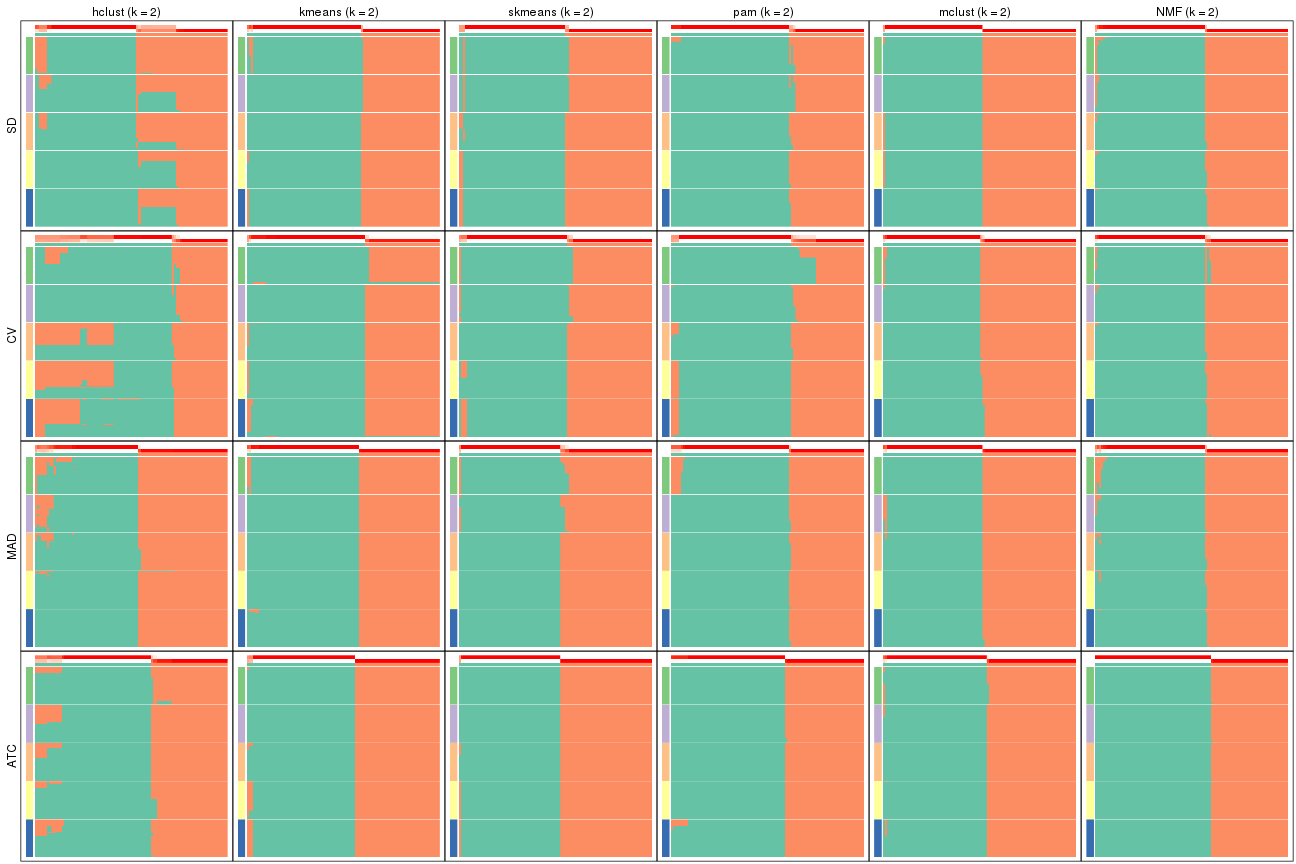 hclust (k = 2)
kmeans (k = 2)
skmeans (k = 2)
pam (k = 2)
mclust (k = 2)
NMF (k = 2)
SD
CV
MAD
ATC